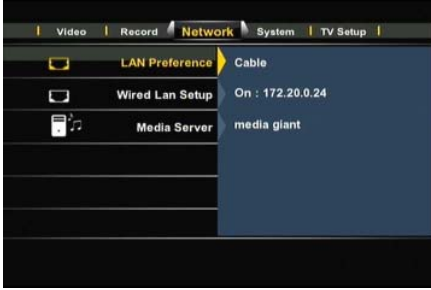 Video Record Network System TV Setup
LAN Preference Cable
Wired Lan Setup On : 172.20.0.24
Media Server media giant